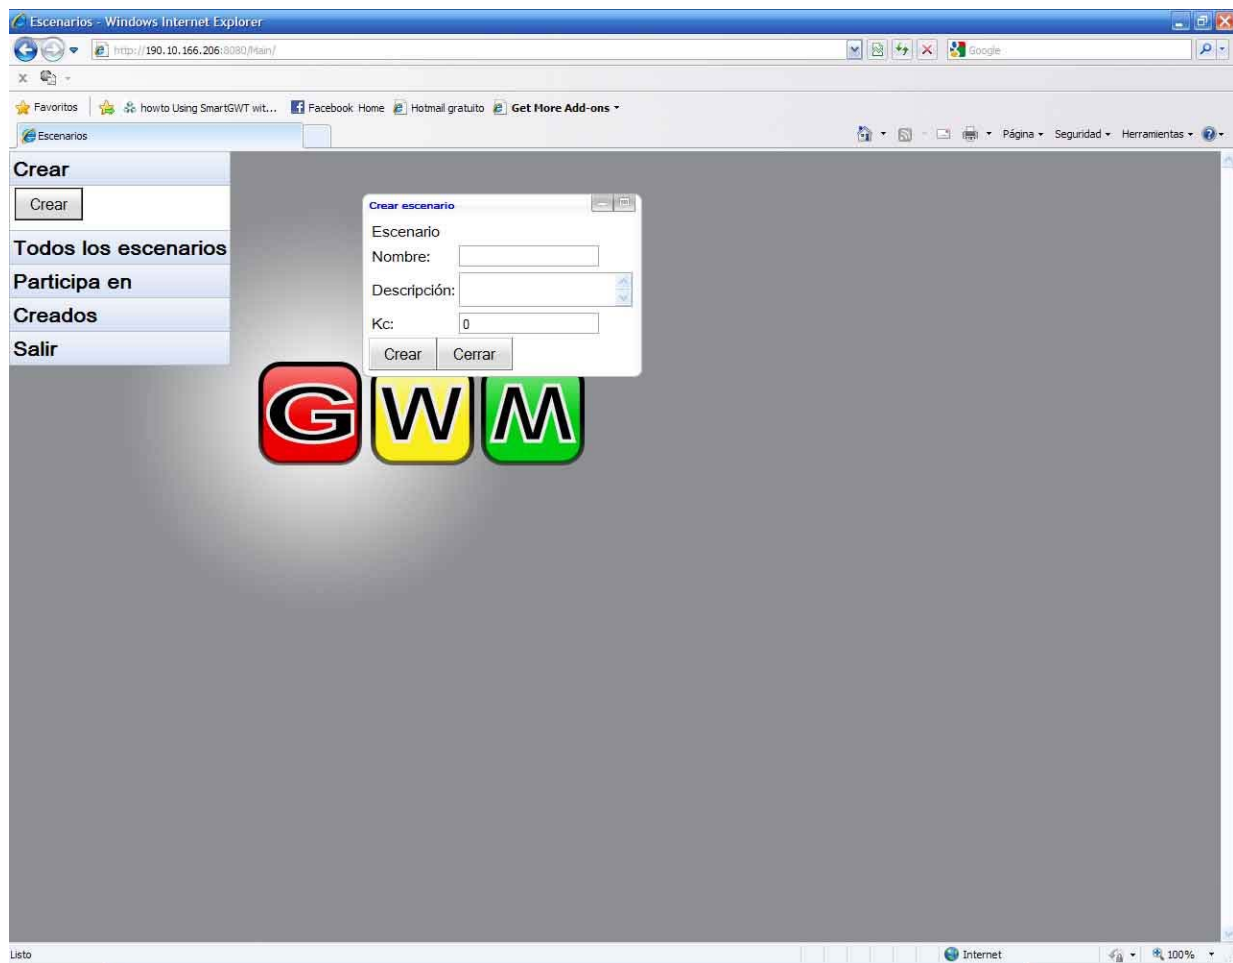 Escenarios - Windows Internet Explorer
http://190.10.166.206:8080/Main/
Google
Favoritos howto Using SmartGWT wit... Facebook Home Hotmail gratuito Get More Add-ons
Escenarios
Página Seguridad Herramientas
Crear
Crear
Todos los escenarios
Participa en
Creados
Salir
Crear escenario
Escenario
Nombre:
Descripción:
Kc: 0
Crear Cerrar
G W M
Listo
Internet
100%